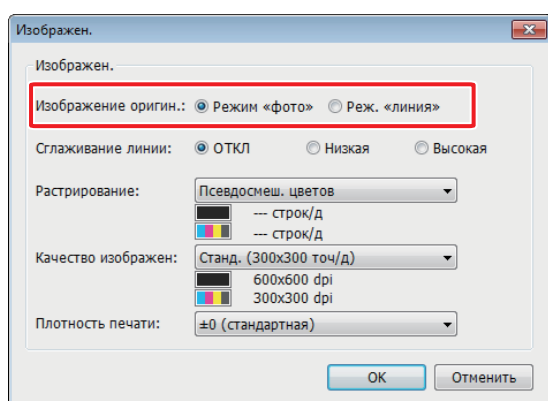 Изображен.
Изображен.
Изображение оригин.: Режим «фото» Реж. «линия»
Сглаживание линии: ОТКЛ Низкая Высокая
Растрирование: Псевдосмеш. цветов
--- строк/д
--- строк/д
Качество изображен: Станд. (300x300 точ/д)
600x600 dpi
300x300 dpi
Плотность печати: ±0 (стандартная)
OK Отменить